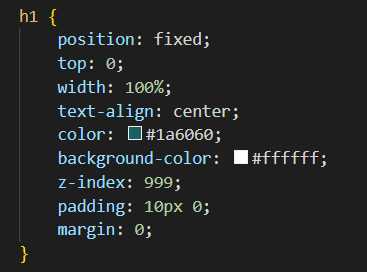 h1 {
position: fixed;
top: 0;
width: 100%;
text-align: center;
color: #1a6060;
background-color: #ffffff;
z-index: 999;
padding: 10px 0;
margin: 0;
}